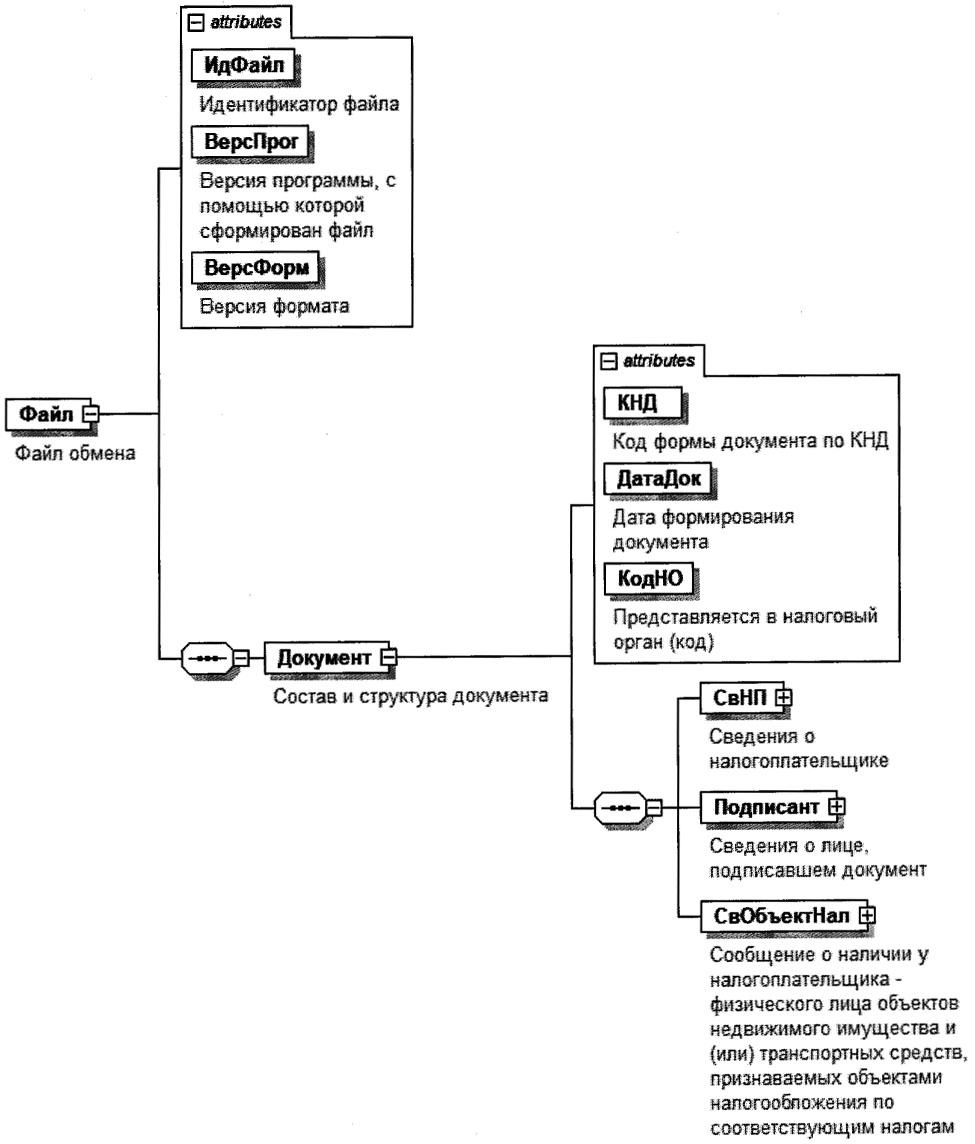 attributes
ИдФайл
Идентификатор файла
ВерсПрог
Версия программы, с
помощью которой
сформирован файл
ВерсФорм
Версия формата
Файл
Файл обмена
attributes
КНД
Код формы документа по КНД
ДатаДок
Дата формирования
документа
КодНО
Представляется в налоговый
орган (код)
Документ
Состав и структура документа
СвНП
Сведения о
налогоплательщике
Подписант
Сведения о лице,
подписавшем документ
СвОбъектНал
Сообщение о наличии у
налогоплательщика -
физического лица объектов
недвижимого имущества и
(или) транспортных средств,
признаваемых объектами
налогообложения по
соответствующим налогам